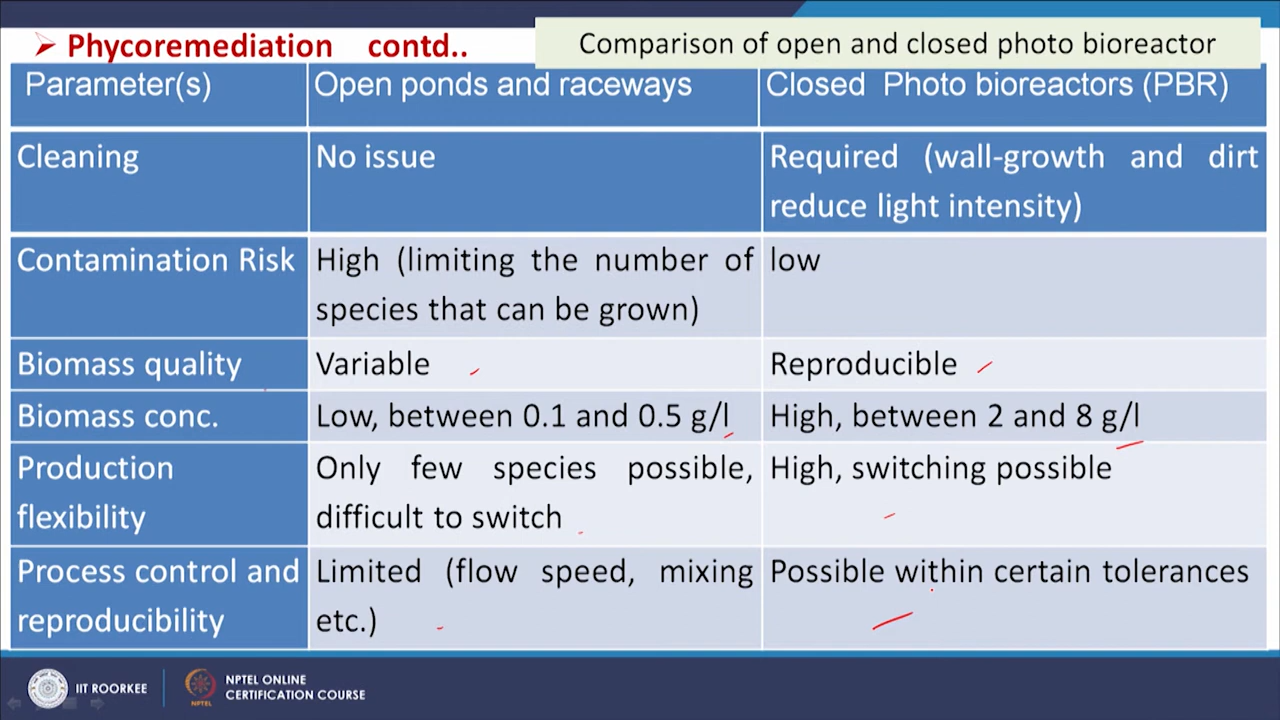 Phycoremediation contd..
Comparison of open and closed photo bioreactor
Parameter(s)
Open ponds and raceways
Closed Photo bioreactors (PBR)
Cleaning
No issue
Required (wall-growth and dirt
reduce light intensity)
Contamination Risk
High (limiting the number of
species that can be grown)
low
Biomass quality
Variable
Reproducible
Biomass conc.
Low, between 0.1 and 0.5 g/l
High, between 2 and 8 g/l
Production
flexibility
Only few species possible,
difficult to switch
High, switching possible
Process control and
reproducibility
Limited (flow speed, mixing
etc.)
Possible within certain tolerances
IIT ROORKEE
NPTEL
NPTEL ONLINE
CERTIFICATION COURSE